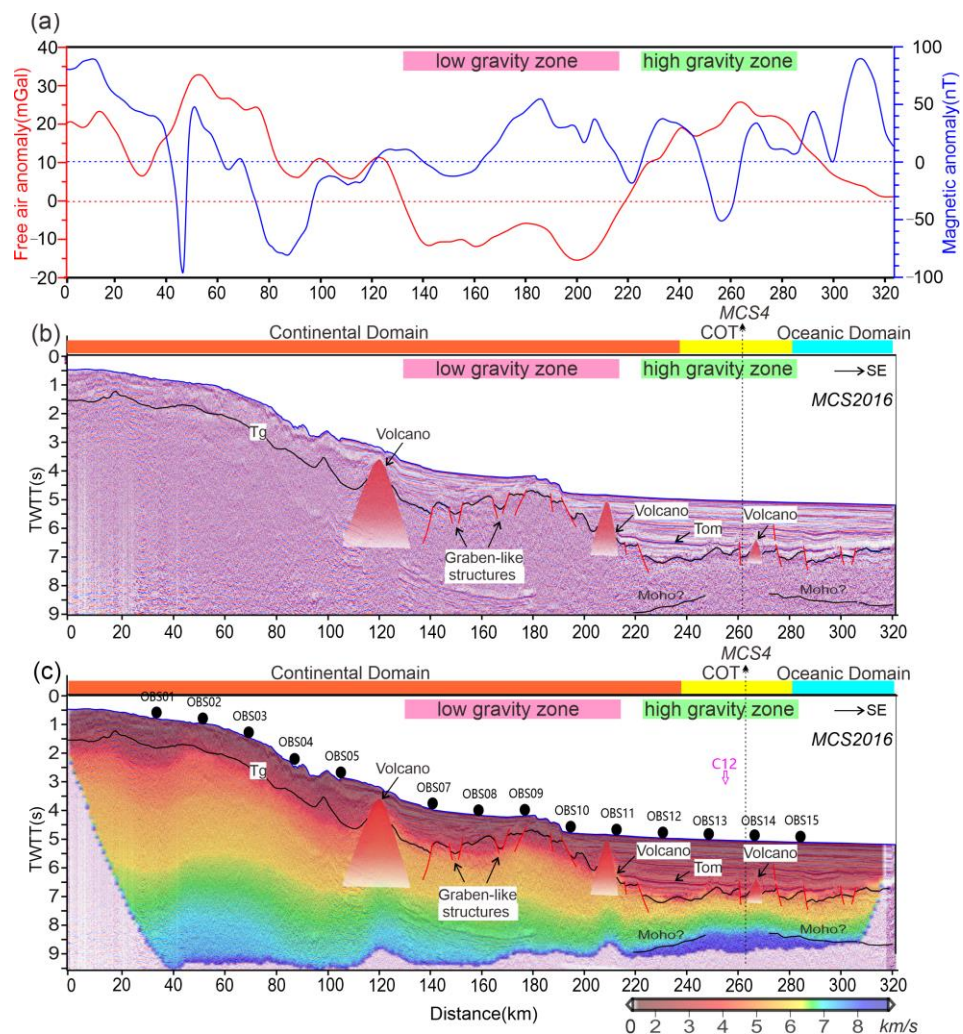 (a)
low gravity zone
high gravity zone
Free air anomaly(mGal)
40
30
20
10
0
−10
−20
Magnetic anomaly(nT)
100
50
0
−50
−100
0 20 40 60 80 100 120 140 160 180 200 220 240 260 280 300 320
MCS4
(b)
Continental Domain
COT
Oceanic Domain
low gravity zone
high gravity zone
→SE
MCS2016
TWTT(s)
0
1
2
3
4
5
6
7
8
9
Tg
Volcano
Volcano
Tom
Volcano
Graben-like
structures
Moho?
Moho?
0 20 40 60 80 100 120 140 160 180 200 220 240 260 280 300 320
MCS4
(c)
Continental Domain
COT
Oceanic Domain
low gravity zone
high gravity zone
→SE
MCS2016
OBS01
OBS02
OBS03
OBS04
OBS05
OBS07
OBS08
OBS09
OBS10
OBS11
OBS12
OBS13
OBS14
OBS15
C12
TWTT(s)
0
1
2
3
4
5
6
7
8
9
Tg
Volcano
Volcano
Tom
Volcano
Graben-like
structures
Moho?
Moho?
0 20 40 60 80 100 120 140 160 180 200 220 240 260 280 300 320
Distance(km)
0 2 3 4 5 6 7 8 km/s